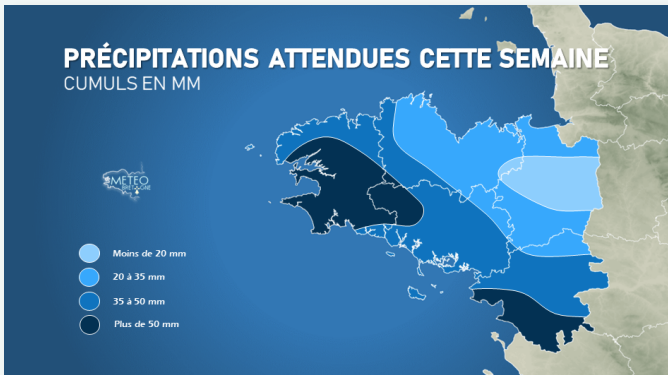 PRÉCIPITATIONS ATTENDUES CETTE SEMAINE
CUMULS EN MM
METEO
BRETAGNE
Moins de 20 mm
20 à 35 mm
35 à 50 mm
Plus de 50 mm